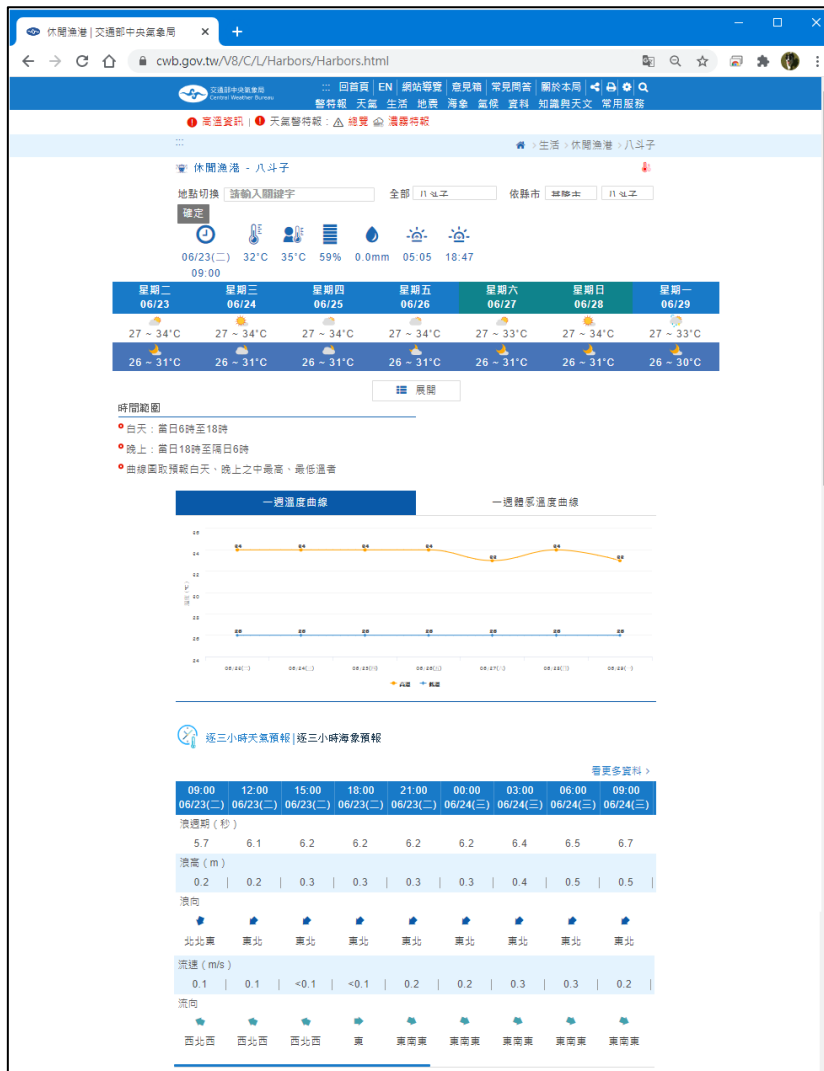 休閒漁港 | 交通部中央氣象局
cwb.gov.tw/V8/C/L/Harbors/Harbors.html
交通部中央氣象局
Central Weather Bureau
::: 回首頁 | EN | 網站導覽 | 意見箱 | 常見問答 | 關於本局
警特報 天氣 生活 地震 海象 氣候 資料 知識與天文 常用服務
高溫資訊 | 天氣警特報: 總覽 濃霧特報
::: 生活 > 休閒漁港 > 八斗子
休閒漁港 - 八斗子
地點切換 請輸入關鍵字 全部 八斗子 依縣市 基隆市 八斗子
確定
06/23(二) 32°C 35°C 59% 0.0mm 05:05 18:47
09:00
星期二 星期三 星期四 星期五 星期六 星期日 星期一
06/23 06/24 06/25 06/26 06/27 06/28 06/29
27 ~ 34°C 27 ~ 34°C 27 ~ 34°C 27 ~ 34°C 27 ~ 33°C 27 ~ 34°C 27 ~ 33°C
26 ~ 31°C 26 ~ 31°C 26 ~ 31°C 26 ~ 31°C 26 ~ 31°C 26 ~ 31°C 26 ~ 30°C
展開
時間範圍
白天:當日6時至18時
晚上:當日18時至隔日6時
曲線圖取預報白天、晚上之中最高、最低溫者
一週溫度曲線 一週體感溫度曲線
逐三小時天氣預報|逐三小時海象預報
看更多資料 >
09:00 12:00 15:00 18:00 21:00 00:00 03:00 06:00 09:00
06/23(二) 06/23(二) 06/23(二) 06/23(二) 06/23(二) 06/24(三) 06/24(三) 06/24(三) 06/24(三)
浪週期(秒)
5.7 6.1 6.2 6.2 6.2 6.2 6.4 6.5 6.7
浪高(m)
0.2 | 0.2 | 0.3 | 0.3 | 0.3 | 0.3 | 0.4 | 0.5 | 0.5 |
浪向
北北東 東北 東北 東北 東北 東北 東北 東北 東北
流速(m/s)
0.1 | 0.1 | <0.1 | <0.1 | 0.2 | 0.2 | 0.3 | 0.3 | 0.2 |
流向
西北西 西北西 西北西 東 東南東 東南東 東南東 東南東 東南東